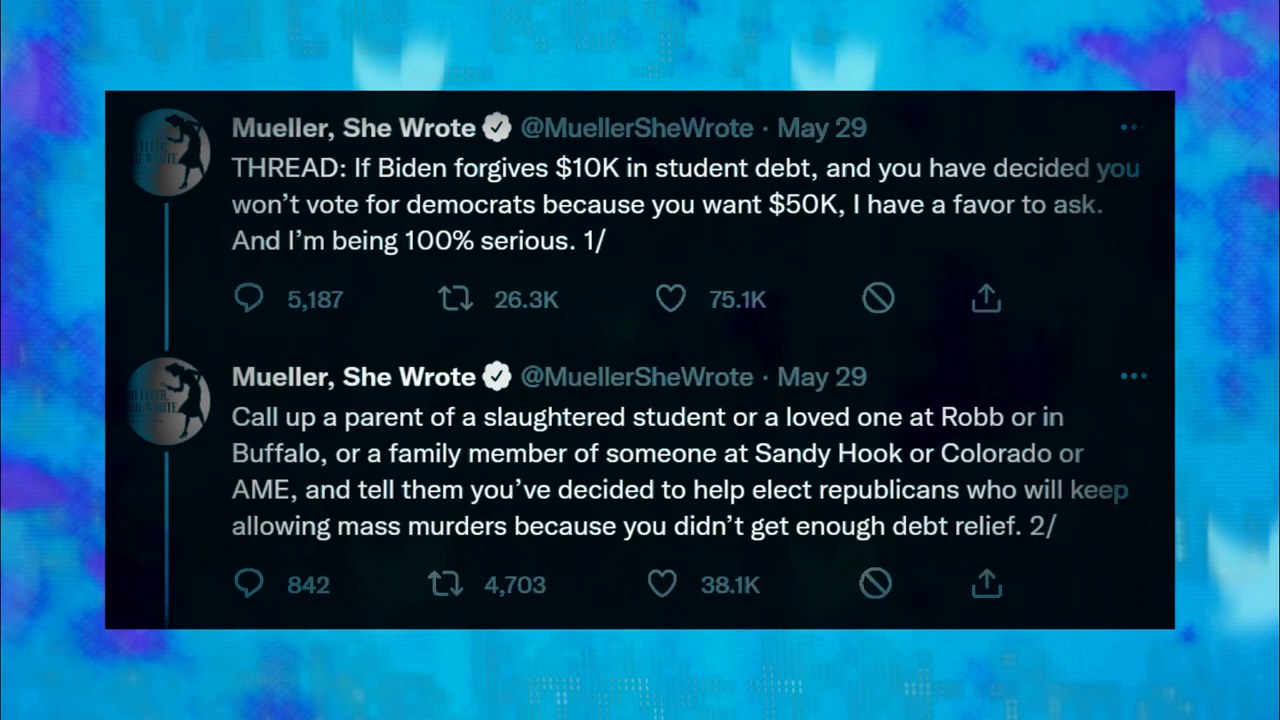 Mueller, She Wrote @MuellerSheWrote · May 29
THREAD: If Biden forgives $10K in student debt, and you have decided you
won't vote for democrats because you want $50K, I have a favor to ask.
And I'm being 100% serious. 1/
5,187 26.3K 75.1K
Mueller, She Wrote @MuellerSheWrote · May 29
Call up a parent of a slaughtered student or a loved one at Robb or in
Buffalo, or a family member of someone at Sandy Hook or Colorado or
AME, and tell them you've decided to help elect republicans who will keep
allowing mass murders because you didn't get enough debt relief. 2/
842 4,703 38.1K